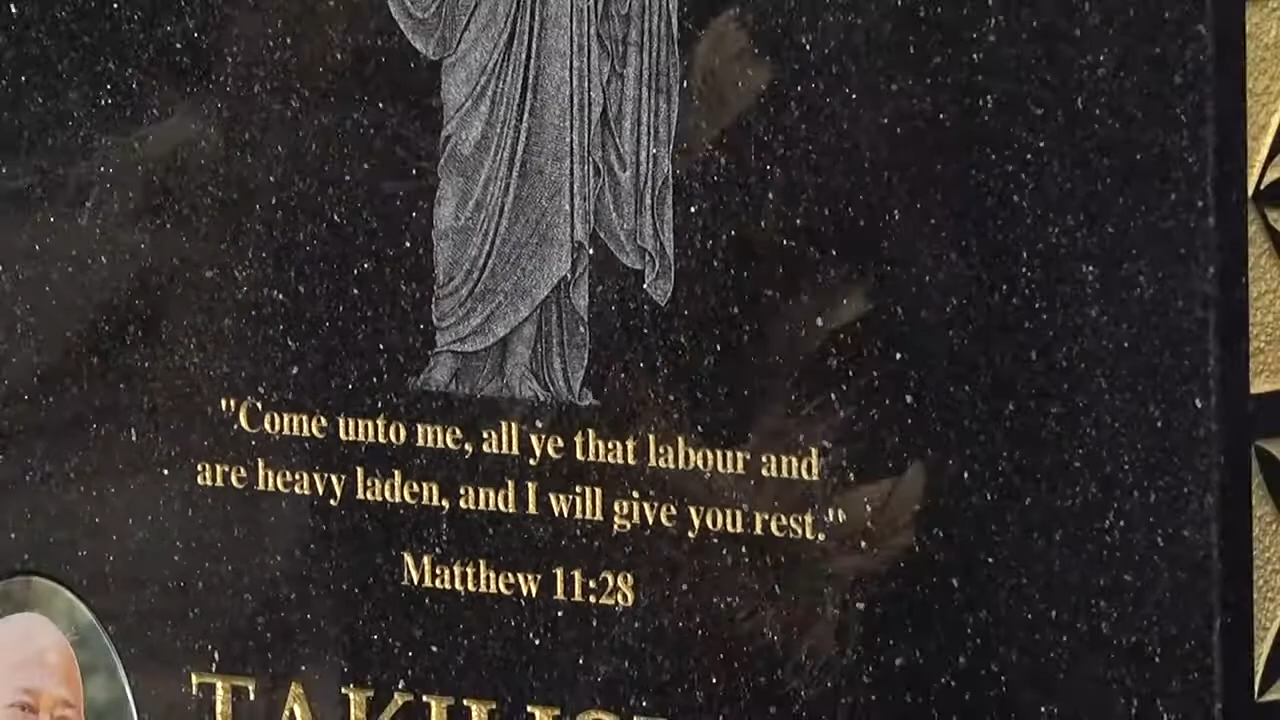 "Come unto me, all ye that labour and
are heavy laden, and I will give you rest."
Matthew 11:28